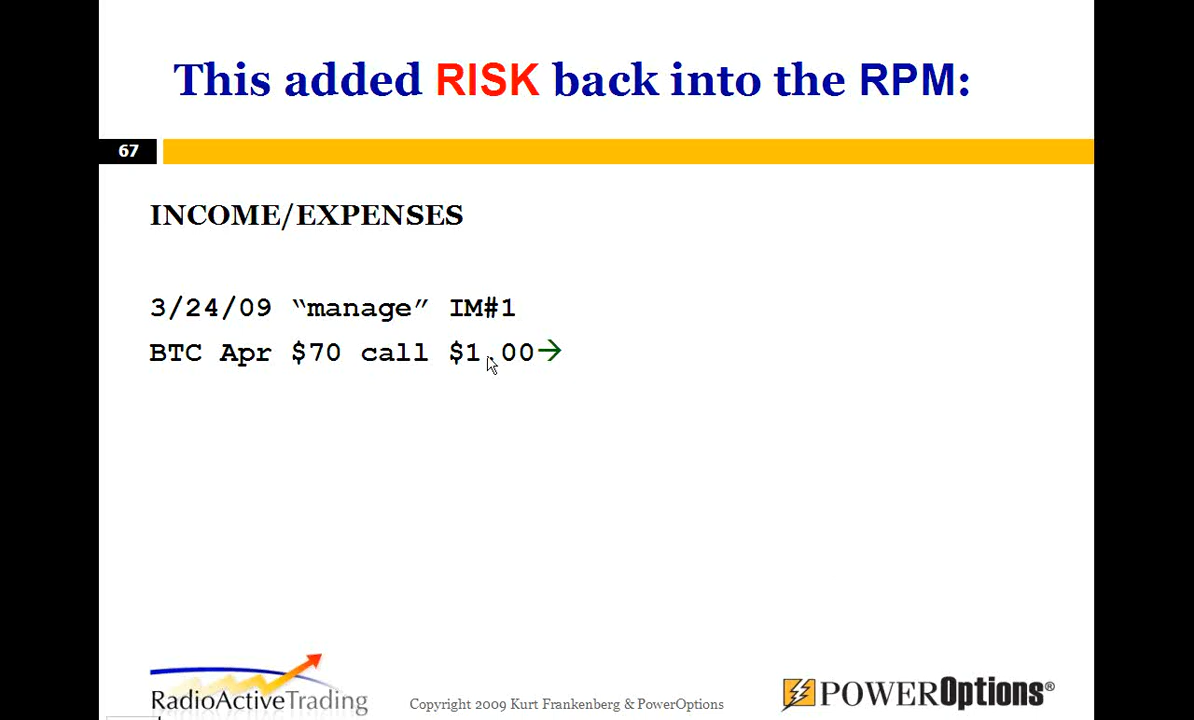 This added RISK back into the RPM:
67
INCOME/EXPENSES
3/24/09 “manage” IM#1
BTC Apr $70 call $1.00→
RadioActiveTrading
Copyright 2009 Kurt Frankenberg & PowerOptions
POWEROptions®